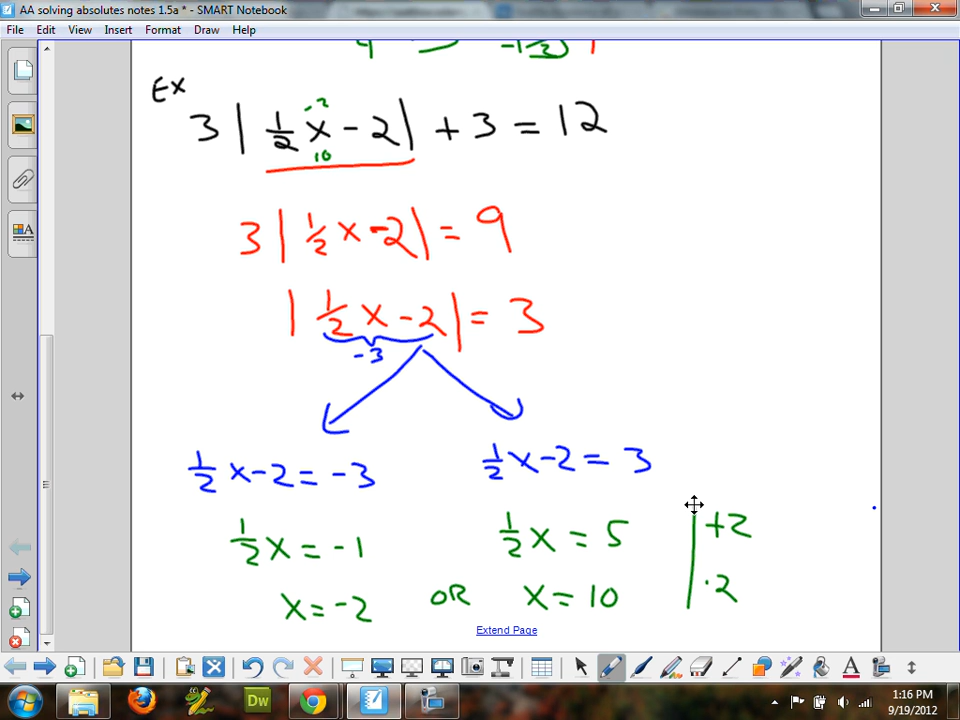 AA solving absolutes notes 1.5a * - SMART Notebook
File Edit View Insert Format Draw Help
Ex
-2
3 | 1/2 x - 2 | + 3 = 12
10
3 | 1/2 x - 2 | = 9
| 1/2 x - 2 | = 3
-3
1/2 x - 2 = -3 1/2 x - 2 = 3
1/2 x = -1 1/2 x = 5 | +2
x = -2 OR x = 10 | ·2
Extend Page
A
Dw
1:16 PM
9/19/2012